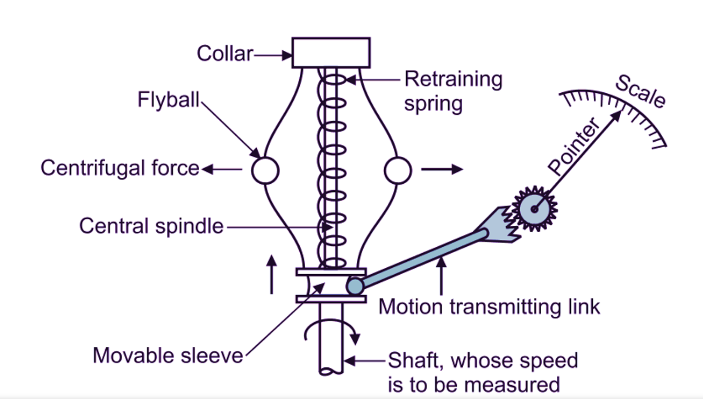 Collar
Retraining
spring
Flyball
Scale
Pointer
Centrifugal force
Central spindle
Motion transmitting link
Movable sleeve
Shaft, whose speed
is to be measured